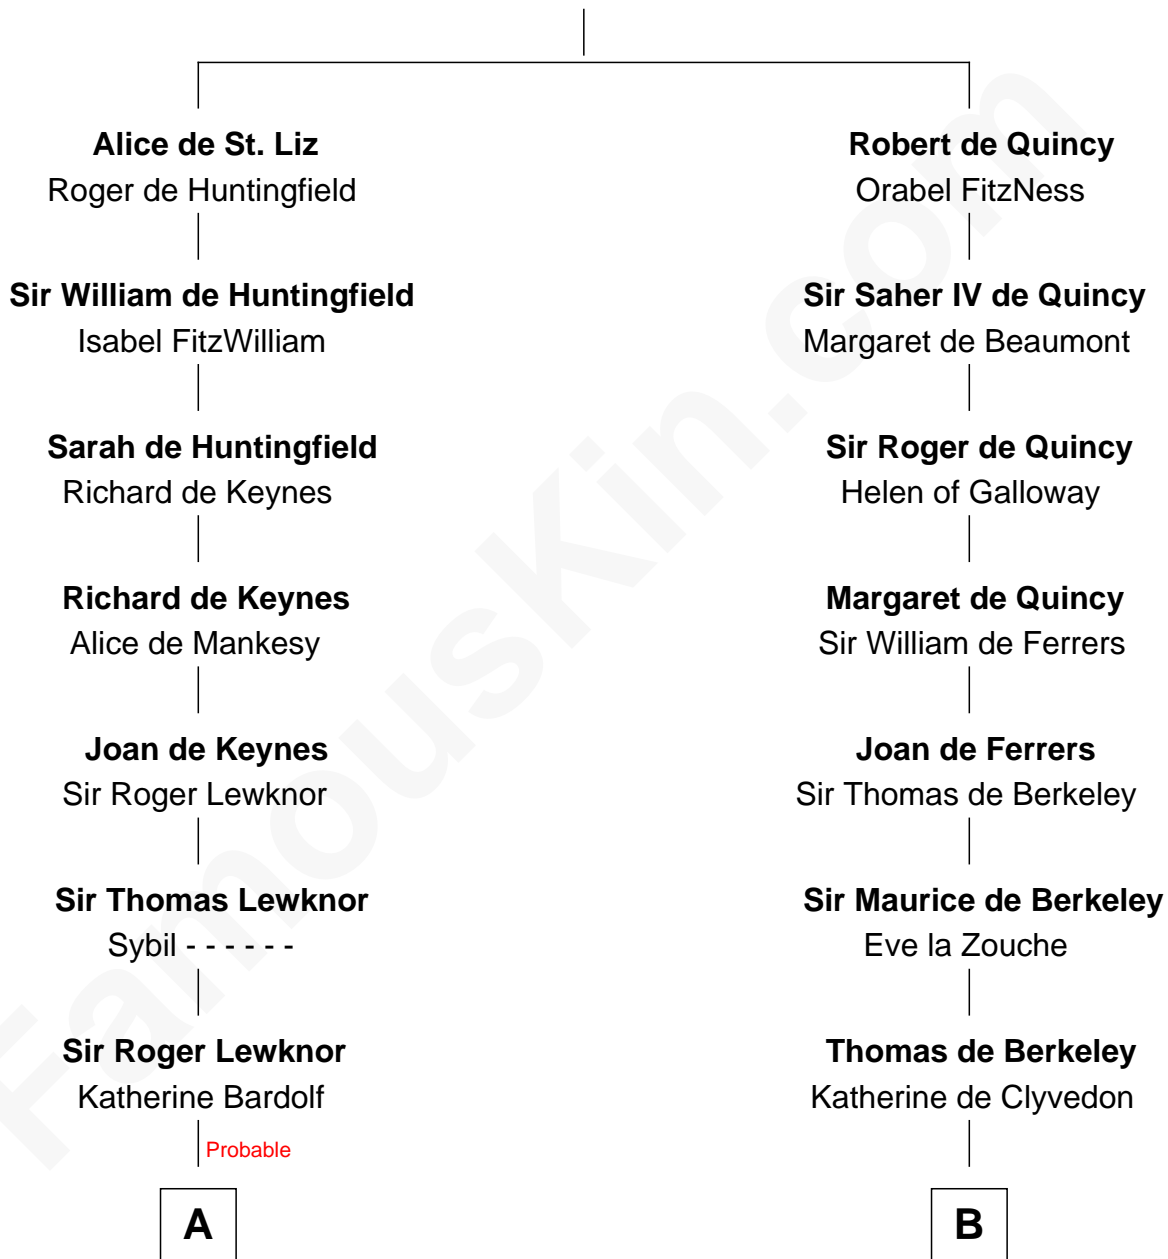 Alice de St. Liz
Roger de Huntingfield
Robert de Quincy
Orabel FitzNess
Sir William de Huntingfield
Isabel FitzWilliam
Sir Saher IV de Quincy
Margaret de Beaumont
Sarah de Huntingfield
Richard de Keynes
Sir Roger de Quincy
Helen of Galloway
Richard de Keynes
Alice de Mankesy
Margaret de Quincy
Sir William de Ferrers
Joan de Keynes
Sir Roger Lewknor
Joan de Ferrers
Sir Thomas de Berkeley
Sir Thomas Lewknor
Sybil - - - - - -
Sir Maurice de Berkeley
Eve la Zouche
Sir Roger Lewknor
Katherine Bardolf
Thomas de Berkeley
Katherine de Clyvedon
Probable
A
B
FamousKin.com